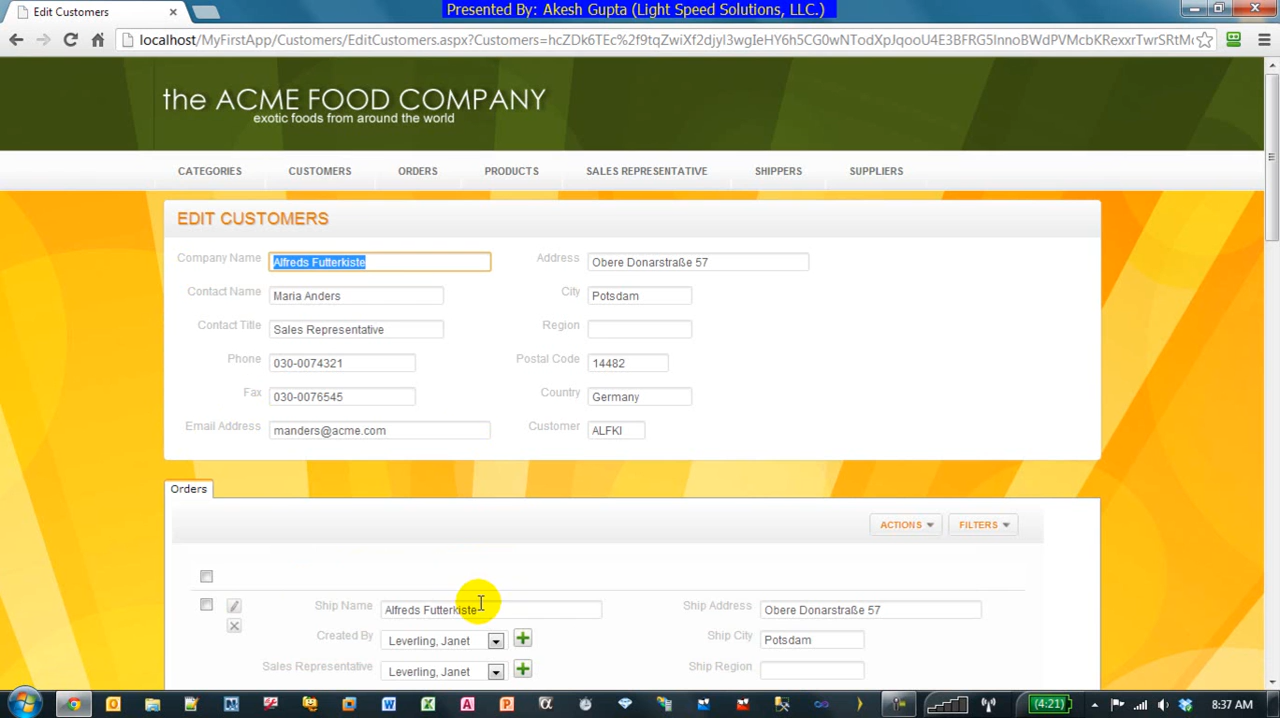 Edit Customers
Presented By: Akesh Gupta (Light Speed Solutions, LLC.)
localhost/MyFirstApp/Customers/EditCustomers.aspx?Customers=
the ACME FOOD COMPANY
exotic foods from around the world
CATEGORIES CUSTOMERS ORDERS PRODUCTS SALES REPRESENTATIVE SHIPPERS SUPPLIERS
EDIT CUSTOMERS
Company Name Alfreds Futterkiste Address Obere Donarstraße 57
Contact Name Maria Anders City Potsdam
Contact Title Sales Representative Region
Phone 030-0074321 Postal Code 14482
Fax 030-0076545 Country Germany
Email Address manders@acme.com Customer ALFKI
Orders
ACTIONS FILTERS
Ship Name Alfreds Futterkiste Ship Address Obere Donarstraße 57
Created By Leverling, Janet Ship City Potsdam
Sales Representative Leverling, Janet Ship Region
(4:21) 8:37 AM